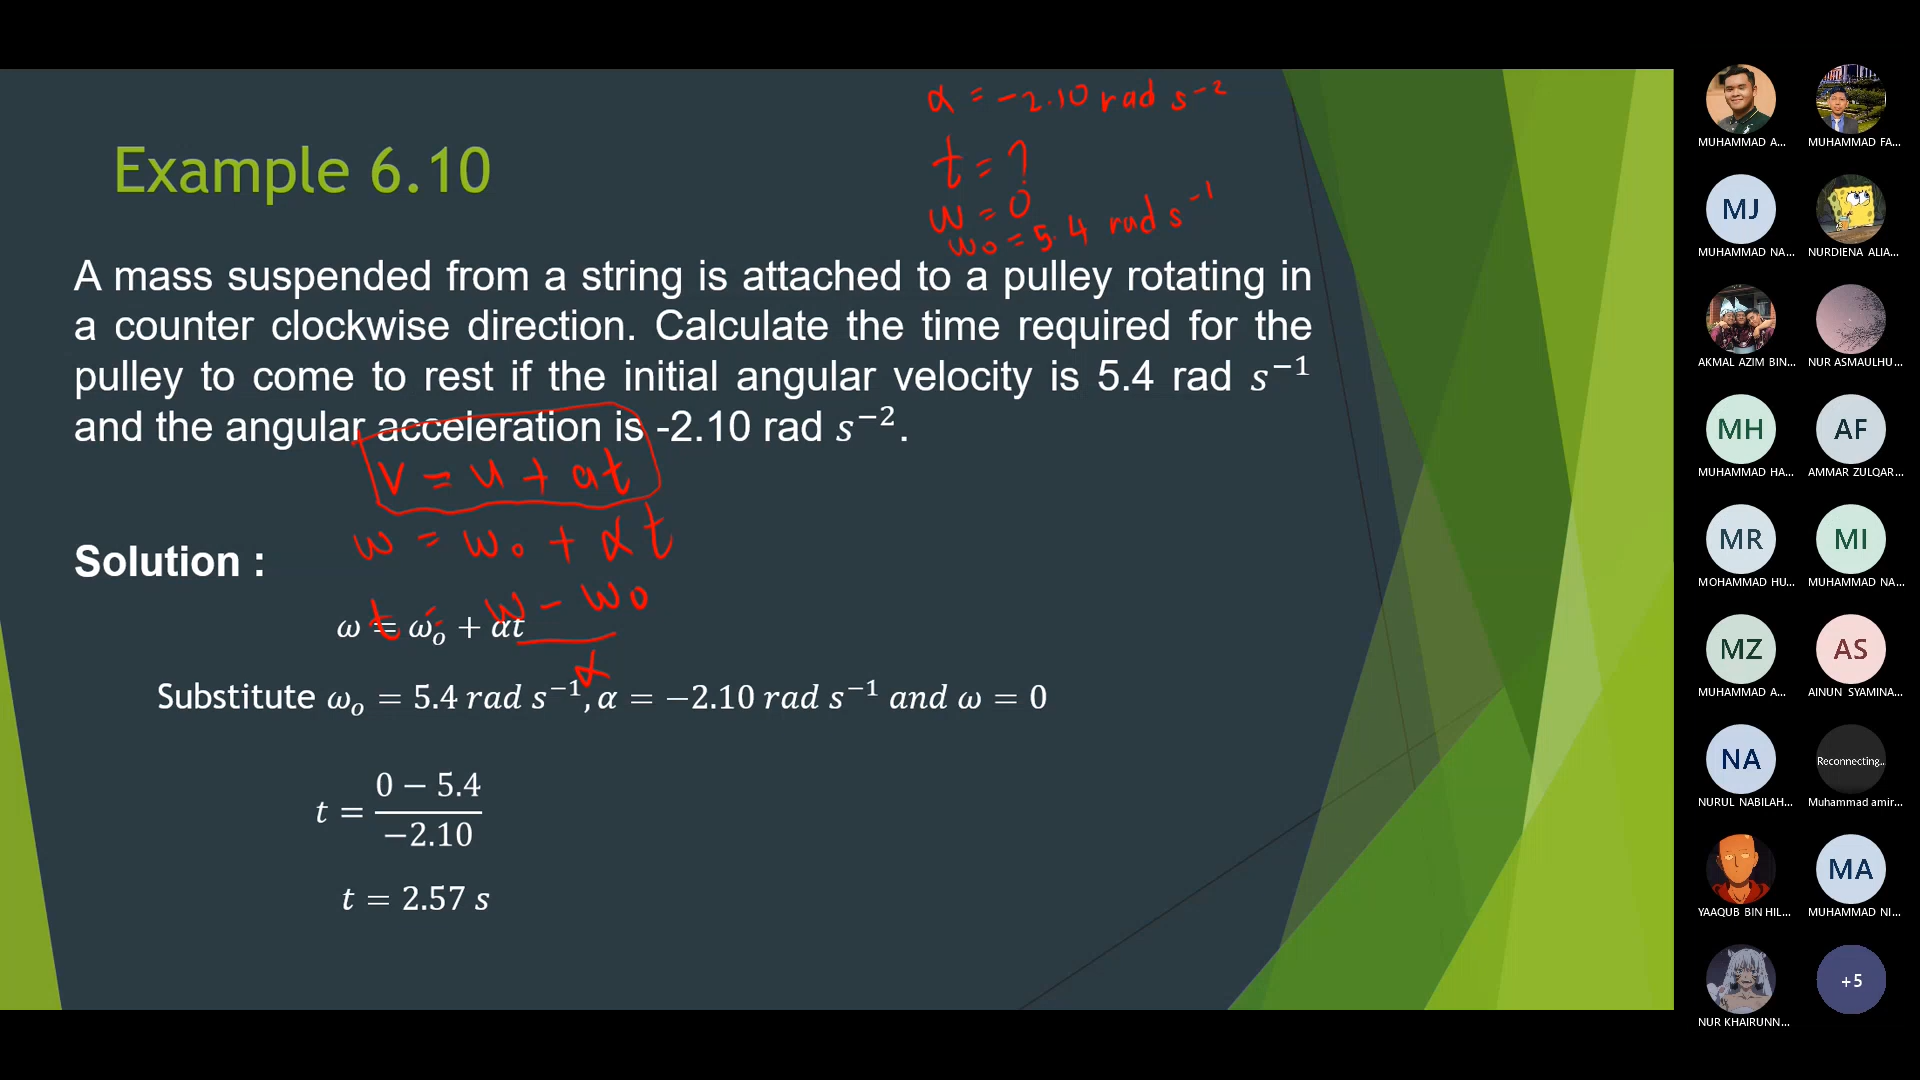 α = -2.10 rad s⁻²
t = ?
ω = 0
ω₀ = 5.4 rad s⁻¹
Example 6.10
A mass suspended from a string is attached to a pulley rotating in
a counter clockwise direction. Calculate the time required for the
pulley to come to rest if the initial angular velocity is 5.4 rad s⁻¹
and the angular acceleration is -2.10 rad s⁻².
v = u + at
ω = ω₀ + αt
Solution :
t = ω - ω₀
α
ω = ωₒ + αt
Substitute ωₒ = 5.4 rad s⁻¹, α = −2.10 rad s⁻¹ and ω = 0
t = 0 − 5.4
−2.10
t = 2.57 s
MUHAMMAD A...
MUHAMMAD FA...
MJ
MUHAMMAD NA...
NURDIENA ALIA...
AKMAL AZIM BIN...
NUR ASMAULHU...
MH
MUHAMMAD HA...
AF
AMMAR ZULQAR...
MR
MOHAMMAD HU...
MI
MUHAMMAD NA...
MZ
MUHAMMAD A...
AS
AINUN SYAMINA...
NA
NURUL NABILAH...
Reconnecting...
Muhammad amir...
YAAQUB BIN HIL...
MA
MUHAMMAD NI...
NUR KHAIRUNN...
+5